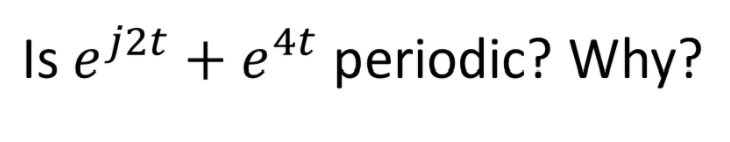 Is e^{j2t} + e^{4t} periodic? Why?